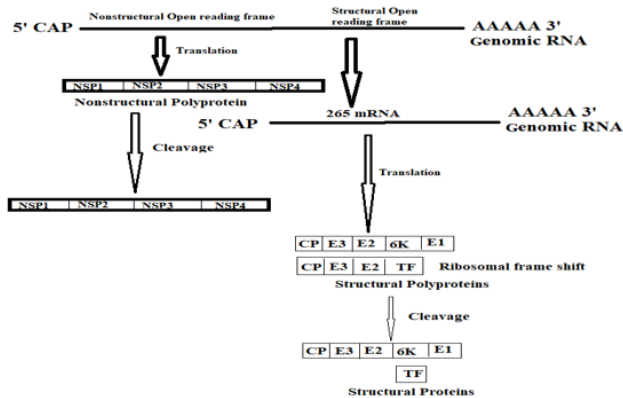 Nonstructural Open reading frame
Structural Open
reading frame
5' CAP
AAAAA 3'
Genomic RNA
Translation
NSP1 NSP2 NSP3 NSP4
Nonstructural Polyprotein
265 mRNA
5' CAP
AAAAA 3'
Genomic RNA
Cleavage
Translation
NSP1 NSP2 NSP3 NSP4
CP E3 E2 6K E1
CP E3 E2 TF Ribosomal frame shift
Structural Polyproteins
Cleavage
CP E3 E2 6K E1
TF
Structural Proteins